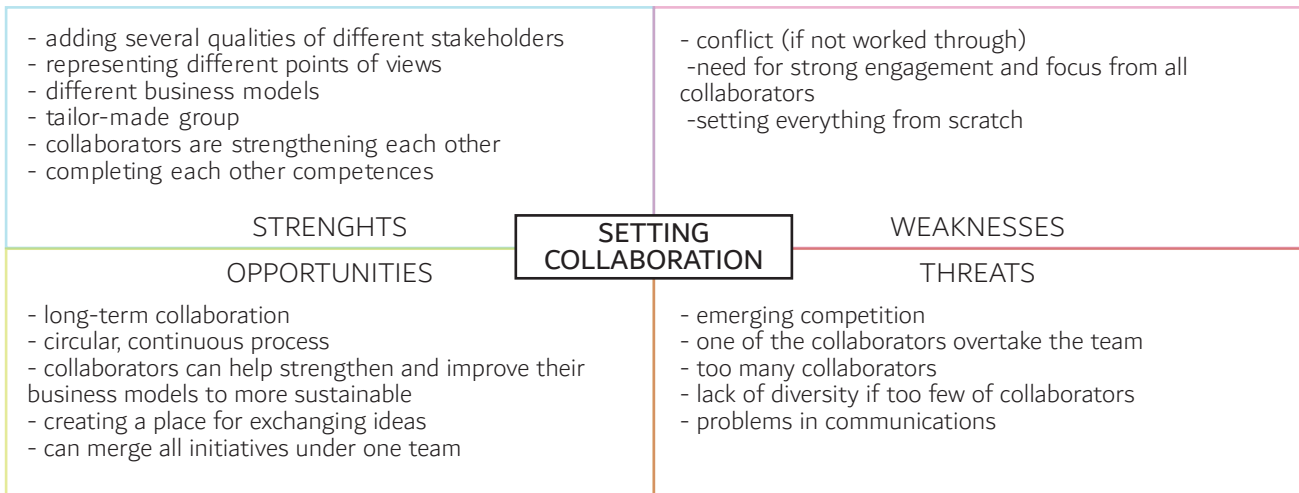 - adding several qualities of different stakeholders
- representing different points of views
- different business models
- tailor-made group
- collaborators are strengthening each other
- completing each other competences
STRENGHTS
- conflict (if not worked through)
-need for strong engagement and focus from all
collaborators
-setting everything from scratch
WEAKNESSES
SETTING
COLLABORATION
OPPORTUNITIES
- long-term collaboration
- circular, continuous process
- collaborators can help strengthen and improve their
business models to more sustainable
- creating a place for exchanging ideas
- can merge all initiatives under one team
THREATS
- emerging competition
- one of the collaborators overtake the team
- too many collaborators
- lack of diversity if too few of collaborators
- problems in communications